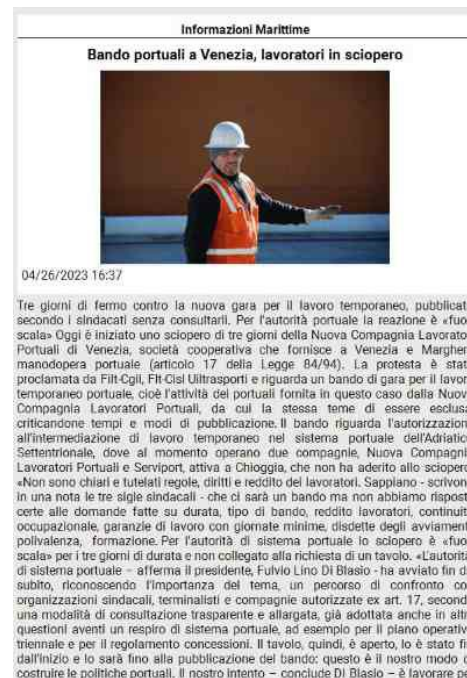 Informazioni Marittime
Bando portuali a Venezia, lavoratori in sciopero
04/26/2023 16:37
Tre giorni di fermo contro la nuova gara per il lavoro temporaneo, pubblicat
secondo i sindacati senza consultarli. Per l'autorità portuale la reazione è «fuo
scala» Oggi è iniziato uno sciopero di tre giorni della Nuova Compagnia Lavorato
Portuali di Venezia, società cooperativa che fornisce a Venezia e Margher
manodopera portuale (articolo 17 della Legge 84/94). La protesta è stat
proclamata da Filt-Cgil, Fit-Cisl Uiltrasporti e riguarda un bando di gara per il lavor
temporaneo portuale, cioè l'attività dei portuali fornita in questo caso dalla Nuov
Compagnia Lavoratori Portuali, da cui la stessa teme di essere esclus
criticandone tempi e modi di pubblicazione. Il bando riguarda l'autorizzazion
all'intermediazione di lavoro temporaneo nel sistema portuale dell'Adriatic
Settentrionale, dove al momento operano due compagnie, Nuova Compagni
Lavoratori Portuali e Serviport, attiva a Chioggia, che non ha aderito allo scioper
«Non sono chiari e tutelati regole, diritti e reddito dei lavoratori. Sappiano - scrivon
in una nota le tre sigle sindacali - che ci sarà un bando ma non abbiamo rispost
certe alle domande fatte su durata, tipo di bando, reddito lavoratori, continuit
occupazionale, garanzie di lavoro con giornate minime, disdette degli avviamen
polivalenza, formazione. Per l'autorità di sistema portuale lo sciopero è «fuo
scala» per i tre giorni di durata e non collegato alla richiesta di un tavolo. «L'autorit
di sistema portuale – afferma il presidente, Fulvio Lino Di Blasio - ha avviato fin d
subito, riconoscendo l'importanza del tema, un percorso di confronto co
organizzazioni sindacali, terminalisti e compagnie autorizzate ex art. 17, second
una modalità di consultazione trasparente e allargata, già adottata anche in altr
questioni aventi un respiro di sistema portuale, ad esempio per il piano operativ
triennale e per il regolamento concessioni. Il tavolo, quindi, è aperto, lo è stato fi
dall'inizio e lo sarà fino alla pubblicazione del bando: questo è il nostro modo d
costruire le politiche portuali. Il nostro intento – conclude Di Blasio – è lavorare pe